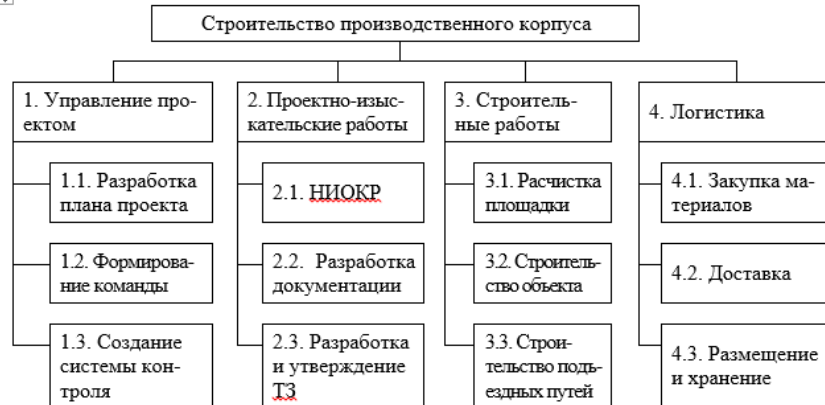 Строительство производственного корпуса
1. Управление про-
ектом
2. Проектно-изыс-
кательские работы
3. Строитель-
ные работы
4. Логистика
1.1. Разработка
плана проекта
2.1. НИОКР
3.1. Расчистка
площадки
4.1. Закупка ма-
териалов
1.2. Формирова-
ние команды
2.2. Разработка
документации
3.2. Строитель-
ство объекта
4.2. Доставка
1.3. Создание
системы кон-
троля
2.3. Разработка
и утверждение
ТЗ
3.3. Строи-
тельство подъ-
ездных путей
4.3. Размещение
и хранение